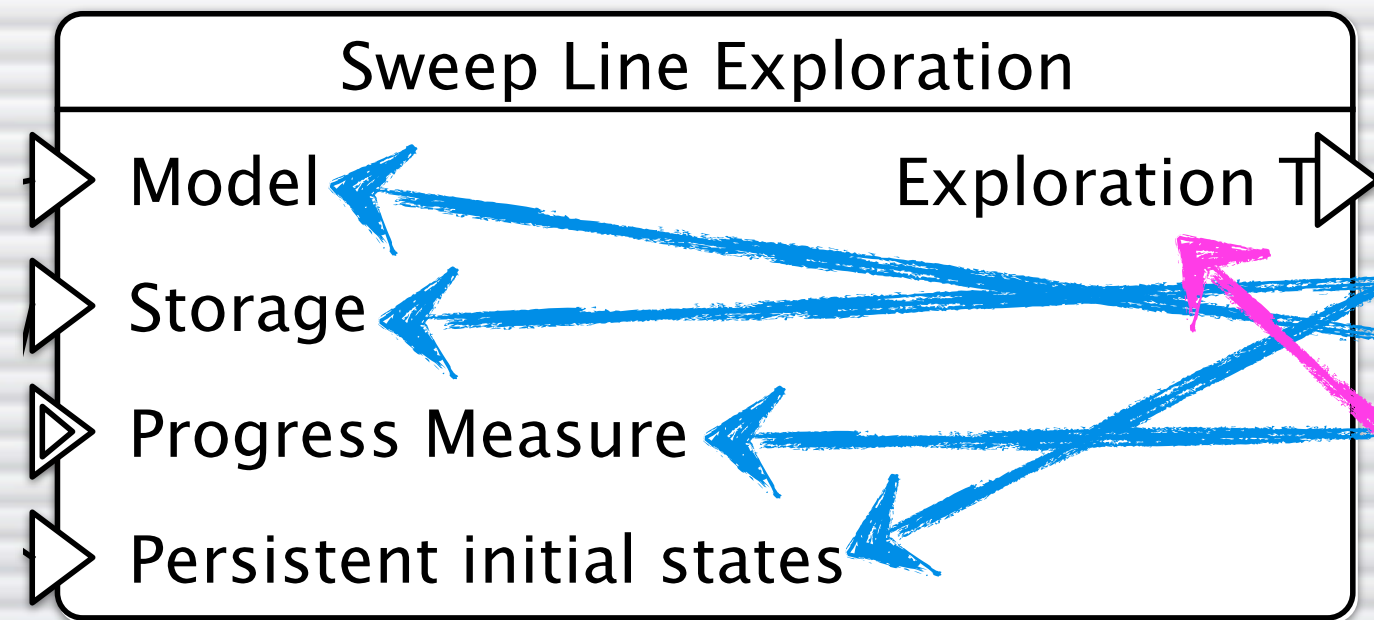 Sweep Line Exploration
Model
Exploration T
Storage
Progress Measure
Persistent initial states